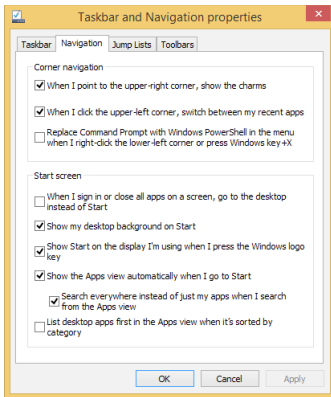 Taskbar and Navigation properties
Taskbar Navigation Jump Lists Toolbars
Corner navigation
When I point to the upper-right corner, show the charms
When I click the upper-left corner, switch between my recent apps
Replace Command Prompt with Windows PowerShell in the menu
when I right-click the lower-left corner or press Windows key+X
Start screen
When I sign in or close all apps on a screen, go to the desktop
instead of Start
Show my desktop background on Start
Show Start on the display I'm using when I press the Windows logo
key
Show the Apps view automatically when I go to Start
Search everywhere instead of just my apps when I search
from the Apps view
List desktop apps first in the Apps view when it's sorted by
category
OK Cancel Apply